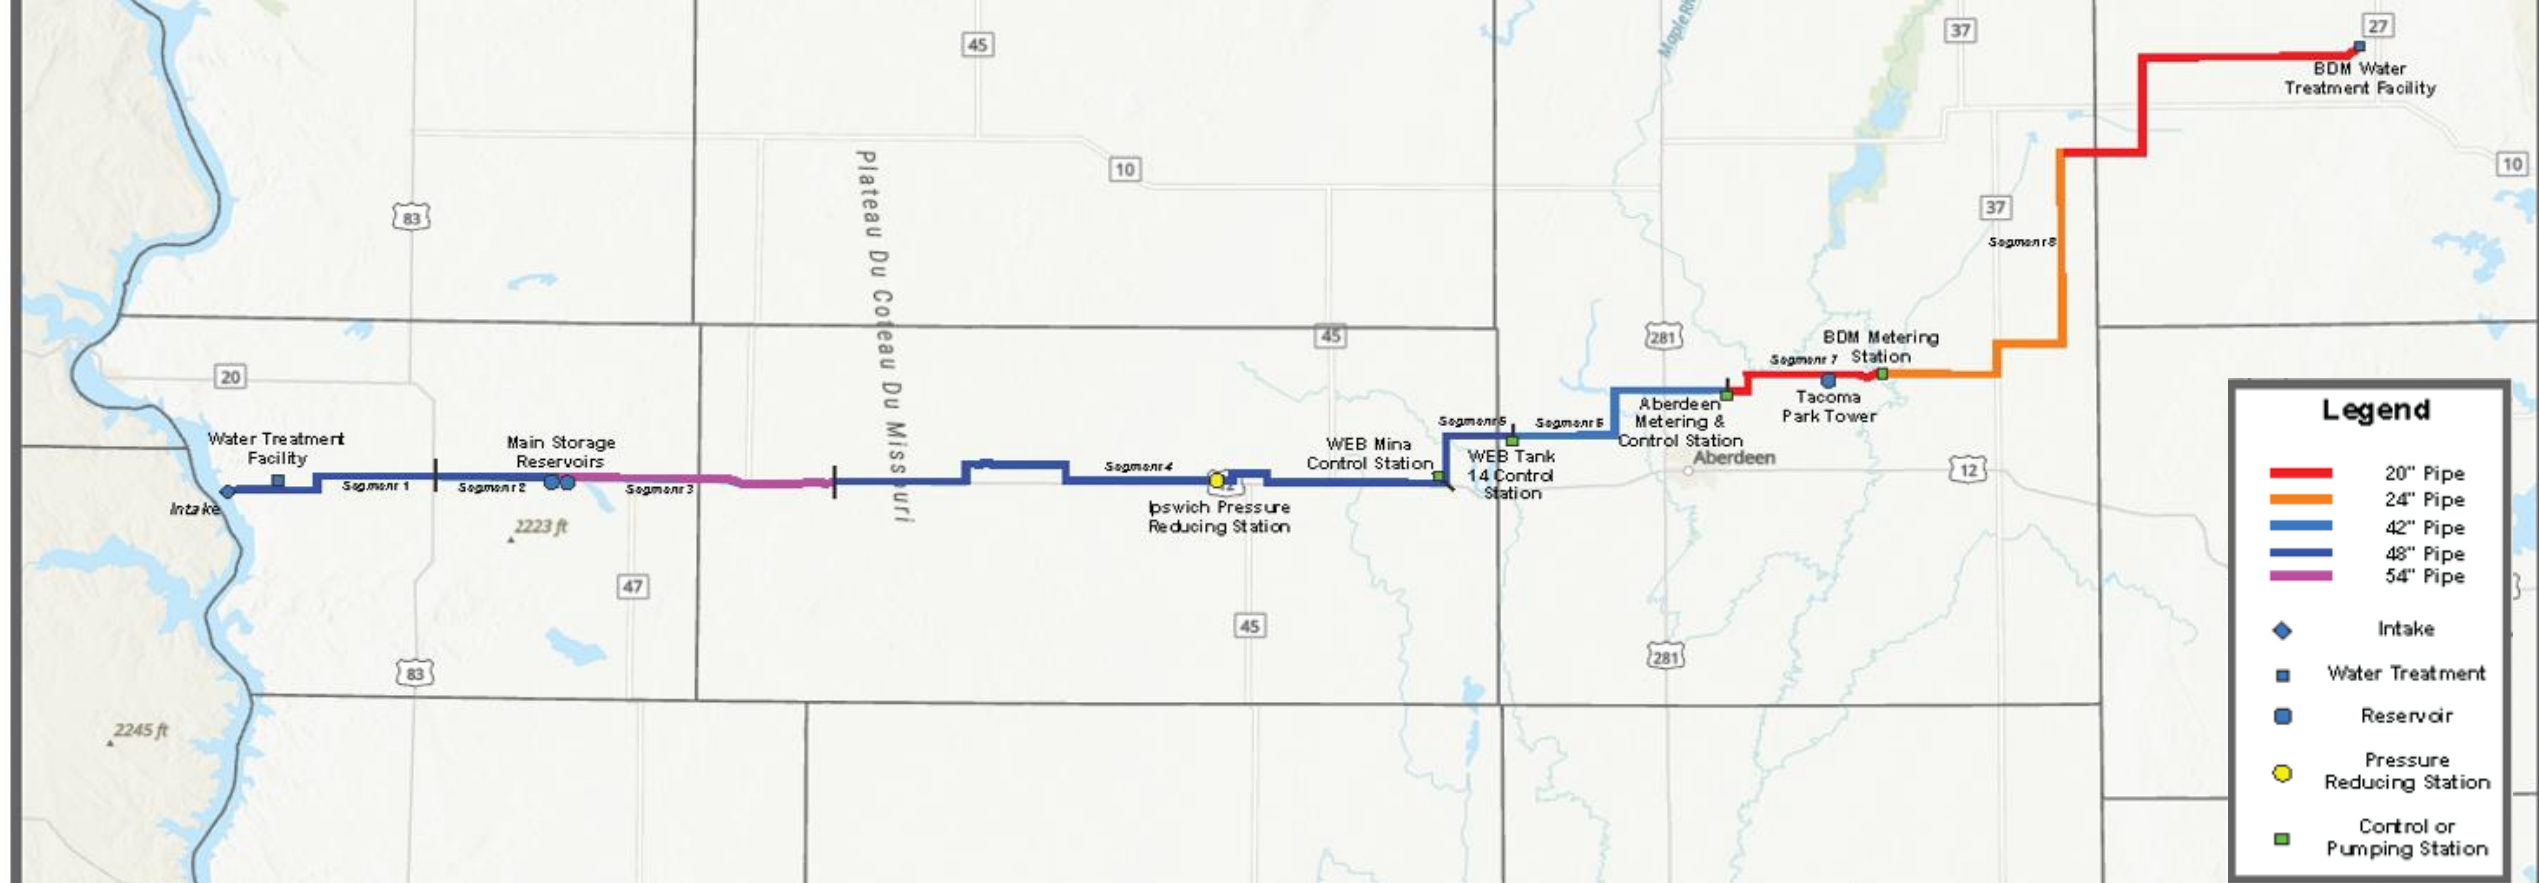 45
37
27
Maple Ri
BDM Water
Treatment Facility
10
10
83
Plateau Du Coteau Du Missouri
37
Segment 8
45
281
BDM Metering
Station
Segment 7
20
Tacoma
Park Tower
Aberdeen
Metering &
Control Station
Aberdeen
12
Water Treatment
Facility
Main Storage
Reservoirs
Segment 5
Segment 6
WEB Mina
Control Station
WEB Tank
14 Control
Station
Segment 4
Segment 1
Segment 2
Segment 3
Intake
Ipswich Pressure
Reducing Station
2223 ft
47
45
83
281
2245 ft
Legend
20" Pipe
24" Pipe
42" Pipe
48" Pipe
54" Pipe
Intake
Water Treatment
Reservoir
Pressure
Reducing Station
Control or
Pumping Station